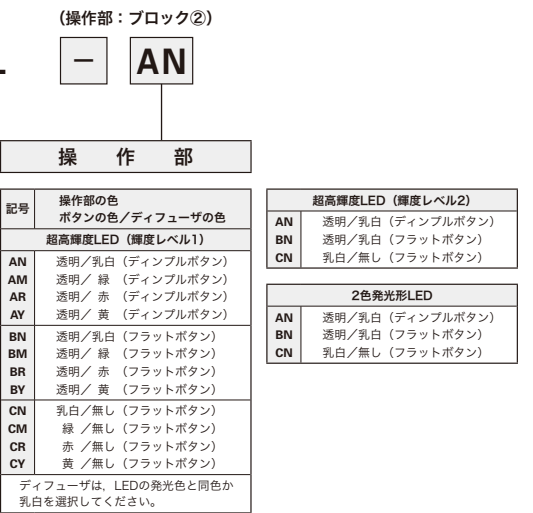 （操作部：ブロック②）
－ AN
操 作 部
記号 操作部の色
ボタンの色／ディフューザの色
超高輝度LED（輝度レベル1）
AN 透明／乳白（ディンプルボタン）
AM 透明／ 緑 （ディンプルボタン）
AR 透明／ 赤 （ディンプルボタン）
AY 透明／ 黄 （ディンプルボタン）
BN 透明／乳白（フラットボタン）
BM 透明／ 緑 （フラットボタン）
BR 透明／ 赤 （フラットボタン）
BY 透明／ 黄 （フラットボタン）
CN 乳白／無し（フラットボタン）
CM 緑 ／無し（フラットボタン）
CR 赤 ／無し（フラットボタン）
CY 黄 ／無し（フラットボタン）
ディフューザは，LEDの発光色と同色か
乳白を選択してください。
超高輝度LED（輝度レベル2）
AN 透明／乳白（ディンプルボタン）
BN 透明／乳白（フラットボタン）
CN 乳白／無し（フラットボタン）
2色発光形LED
AN 透明／乳白（ディンプルボタン）
BN 透明／乳白（フラットボタン）
CN 乳白／無し（フラットボタン）